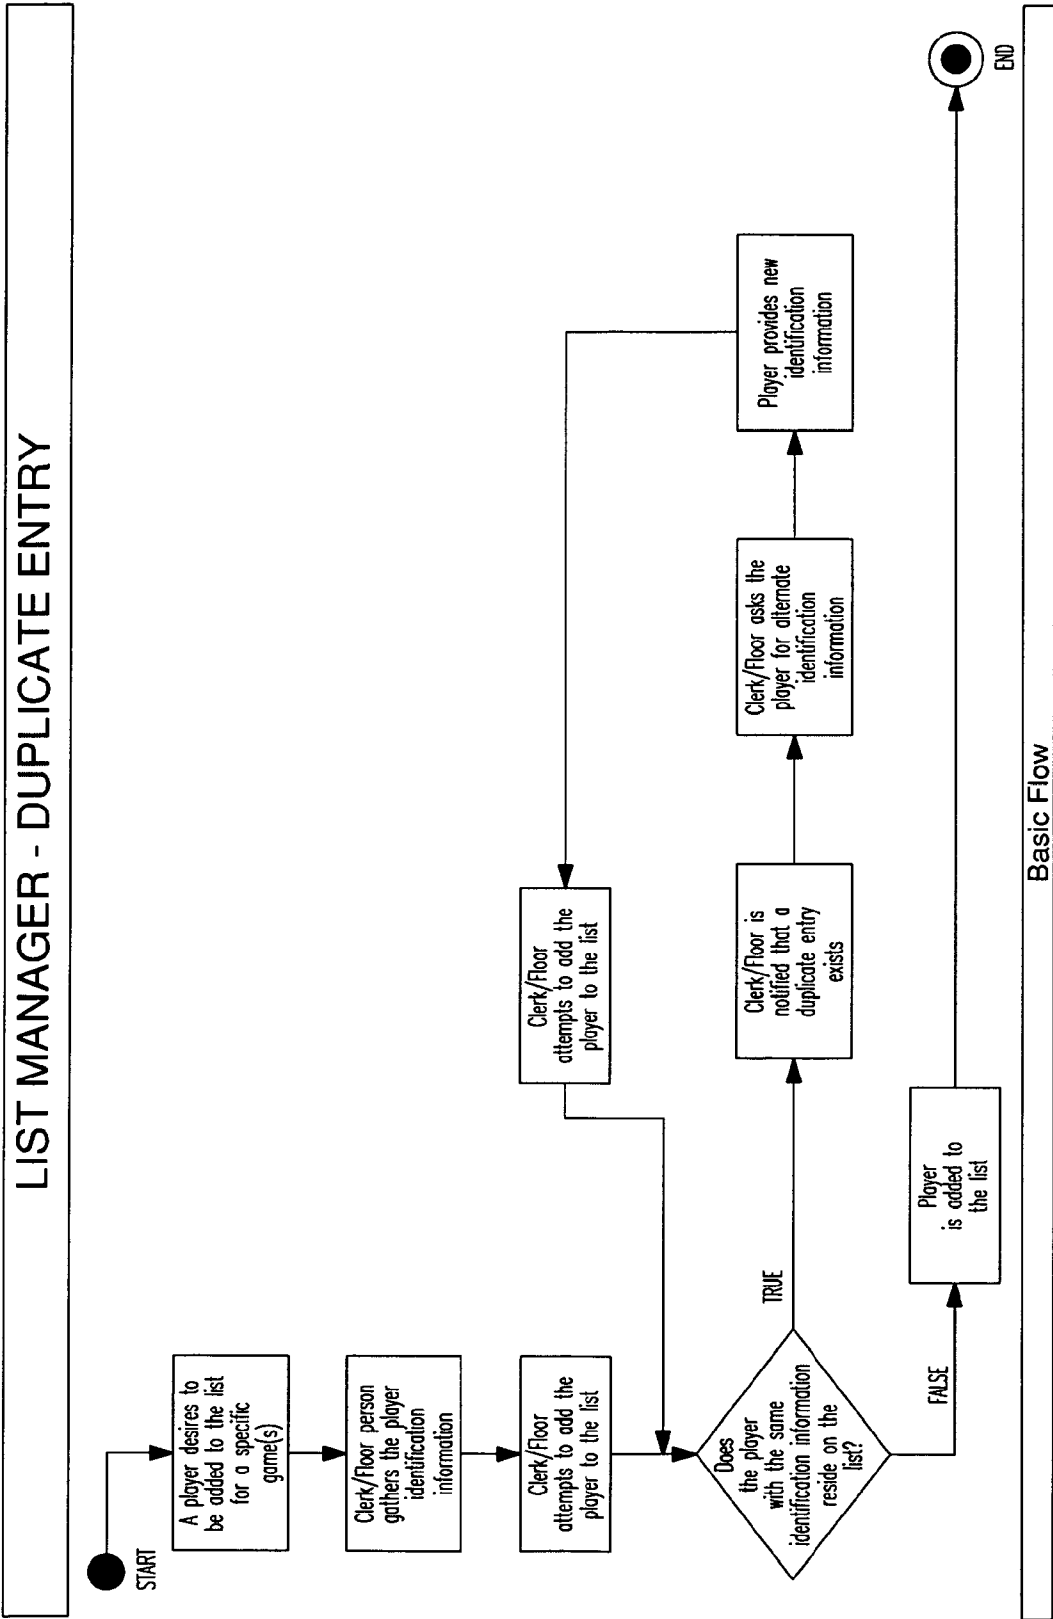 LIST MANAGER - DUPLICATE ENTRY
START
A player desires to
be added to the list
for a specific
game(s)
Clerk/Floor person
gathers the player
identification
information
Clerk/Floor
attempts to add the
player to the list
Does
the player
with the same
identification information
reside on the
list?
TRUE
Clerk/Floor is
notified that a
duplicate entry
exists
Clerk/Floor asks the
player for alternate
identification
information
Player provides new
identification
information
Clerk/Floor
attempts to add the
player to the list
FALSE
Player
is added to
the list
END
Basic Flow